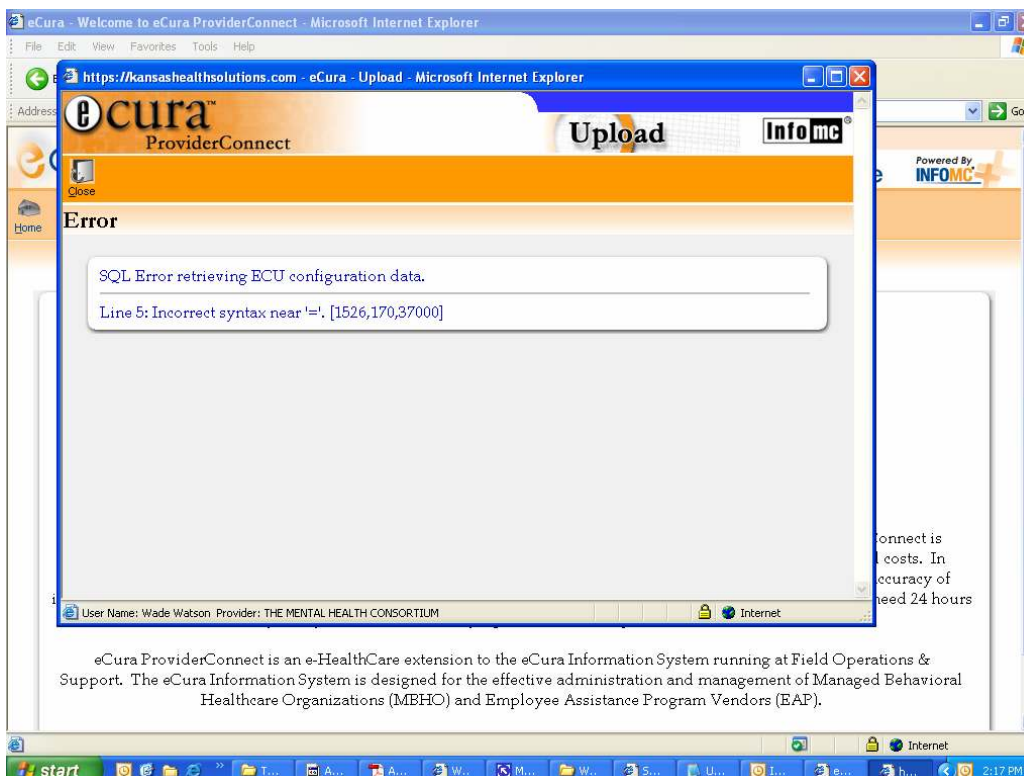 eCura - Welcome to eCura ProviderConnect - Microsoft Internet Explorer
File Edit View Favorites Tools Help
https://kansashealthsolutions.com - eCura - Upload - Microsoft Internet Explorer
Address
Go
ecura™
ProviderConnect
Upload
Infomc®
Powered By
INFOMC
Close
Home
Error
SQL Error retrieving ECU configuration data.
Line 5: Incorrect syntax near '='. [1526,170,37000]
onnect is
costs. In
ccuracy of
need 24 hours
User Name: Wade Watson Provider: THE MENTAL HEALTH CONSORTIUM
Internet
eCura ProviderConnect is an e-HealthCare extension to the eCura Information System running at Field Operations &
Support. The eCura Information System is designed for the effective administration and management of Managed Behavioral
Healthcare Organizations (MBHO) and Employee Assistance Program Vendors (EAP).
Internet
start
T... A... A... W... M... W... S... U... I... e... h...
2:17 PM